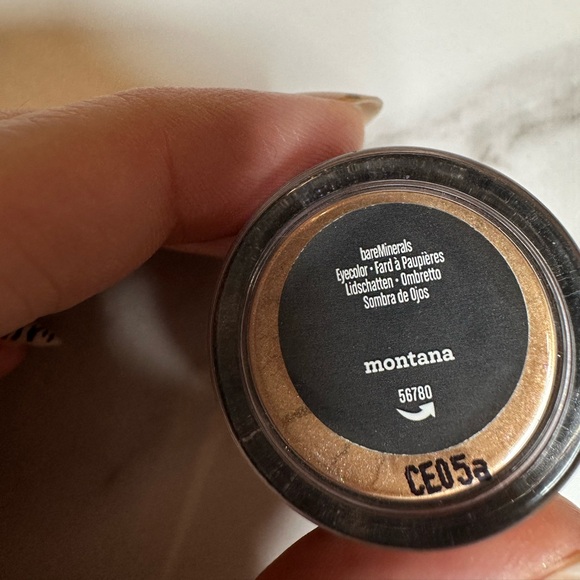 bareMinerals
Eyecolor • Fard à Paupières
Lidschatten • Ombretto
Sombra de Ojos
montana
56780
CE05a